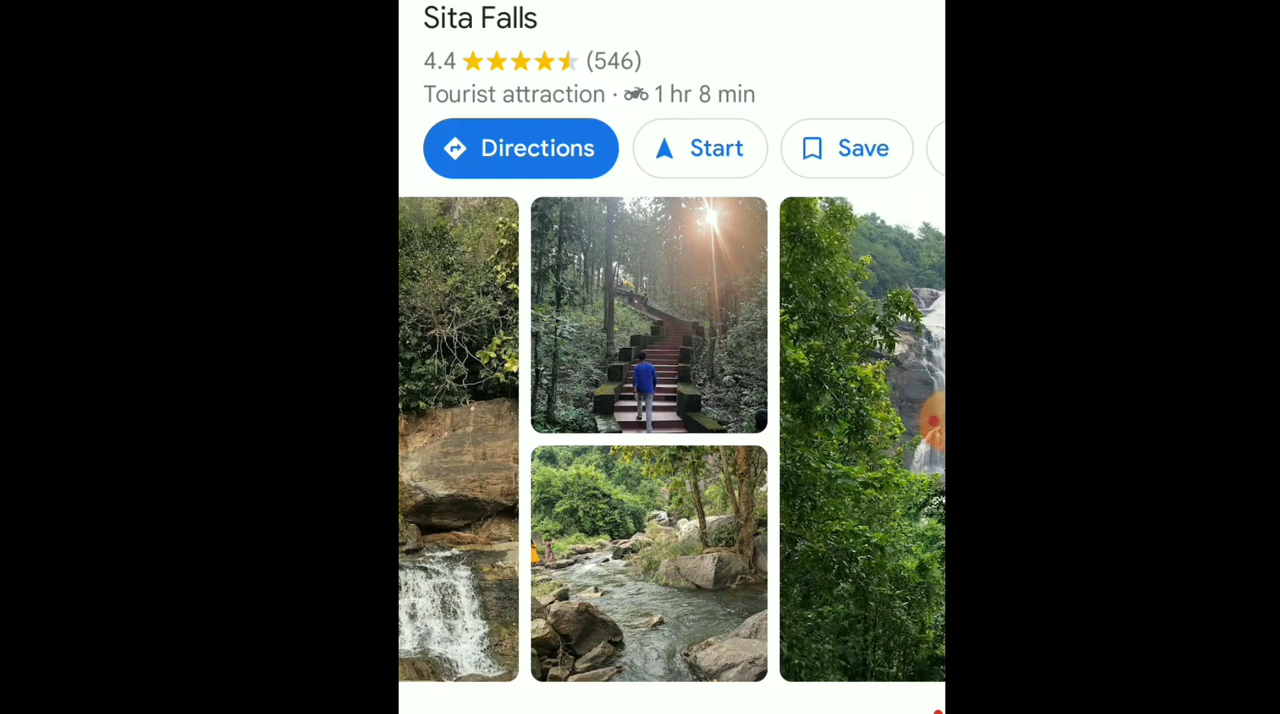 Sita Falls
4.4 (546)
Tourist attraction · 1 hr 8 min
Directions Start Save